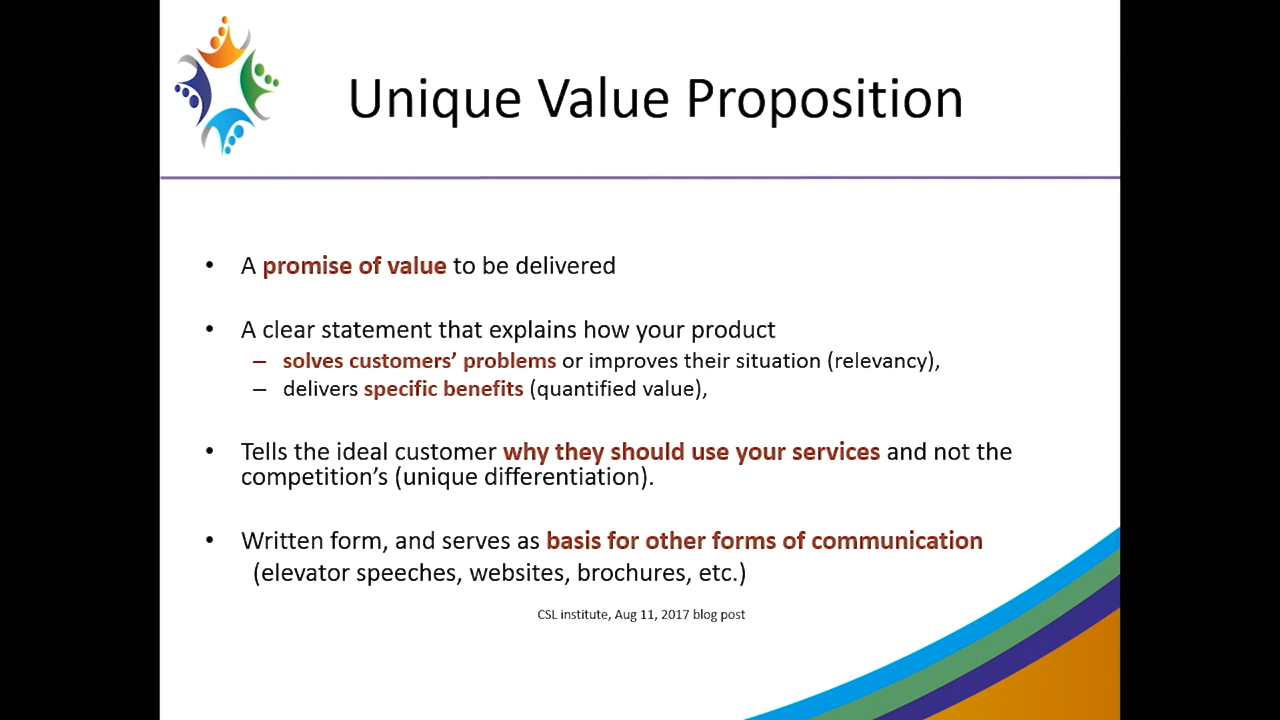 Unique Value Proposition
• A promise of value to be delivered
• A clear statement that explains how your product
– solves customers’ problems or improves their situation (relevancy),
– delivers specific benefits (quantified value),
• Tells the ideal customer why they should use your services and not the
competition’s (unique differentiation).
• Written form, and serves as basis for other forms of communication
(elevator speeches, websites, brochures, etc.)
CSL institute, Aug 11, 2017 blog post